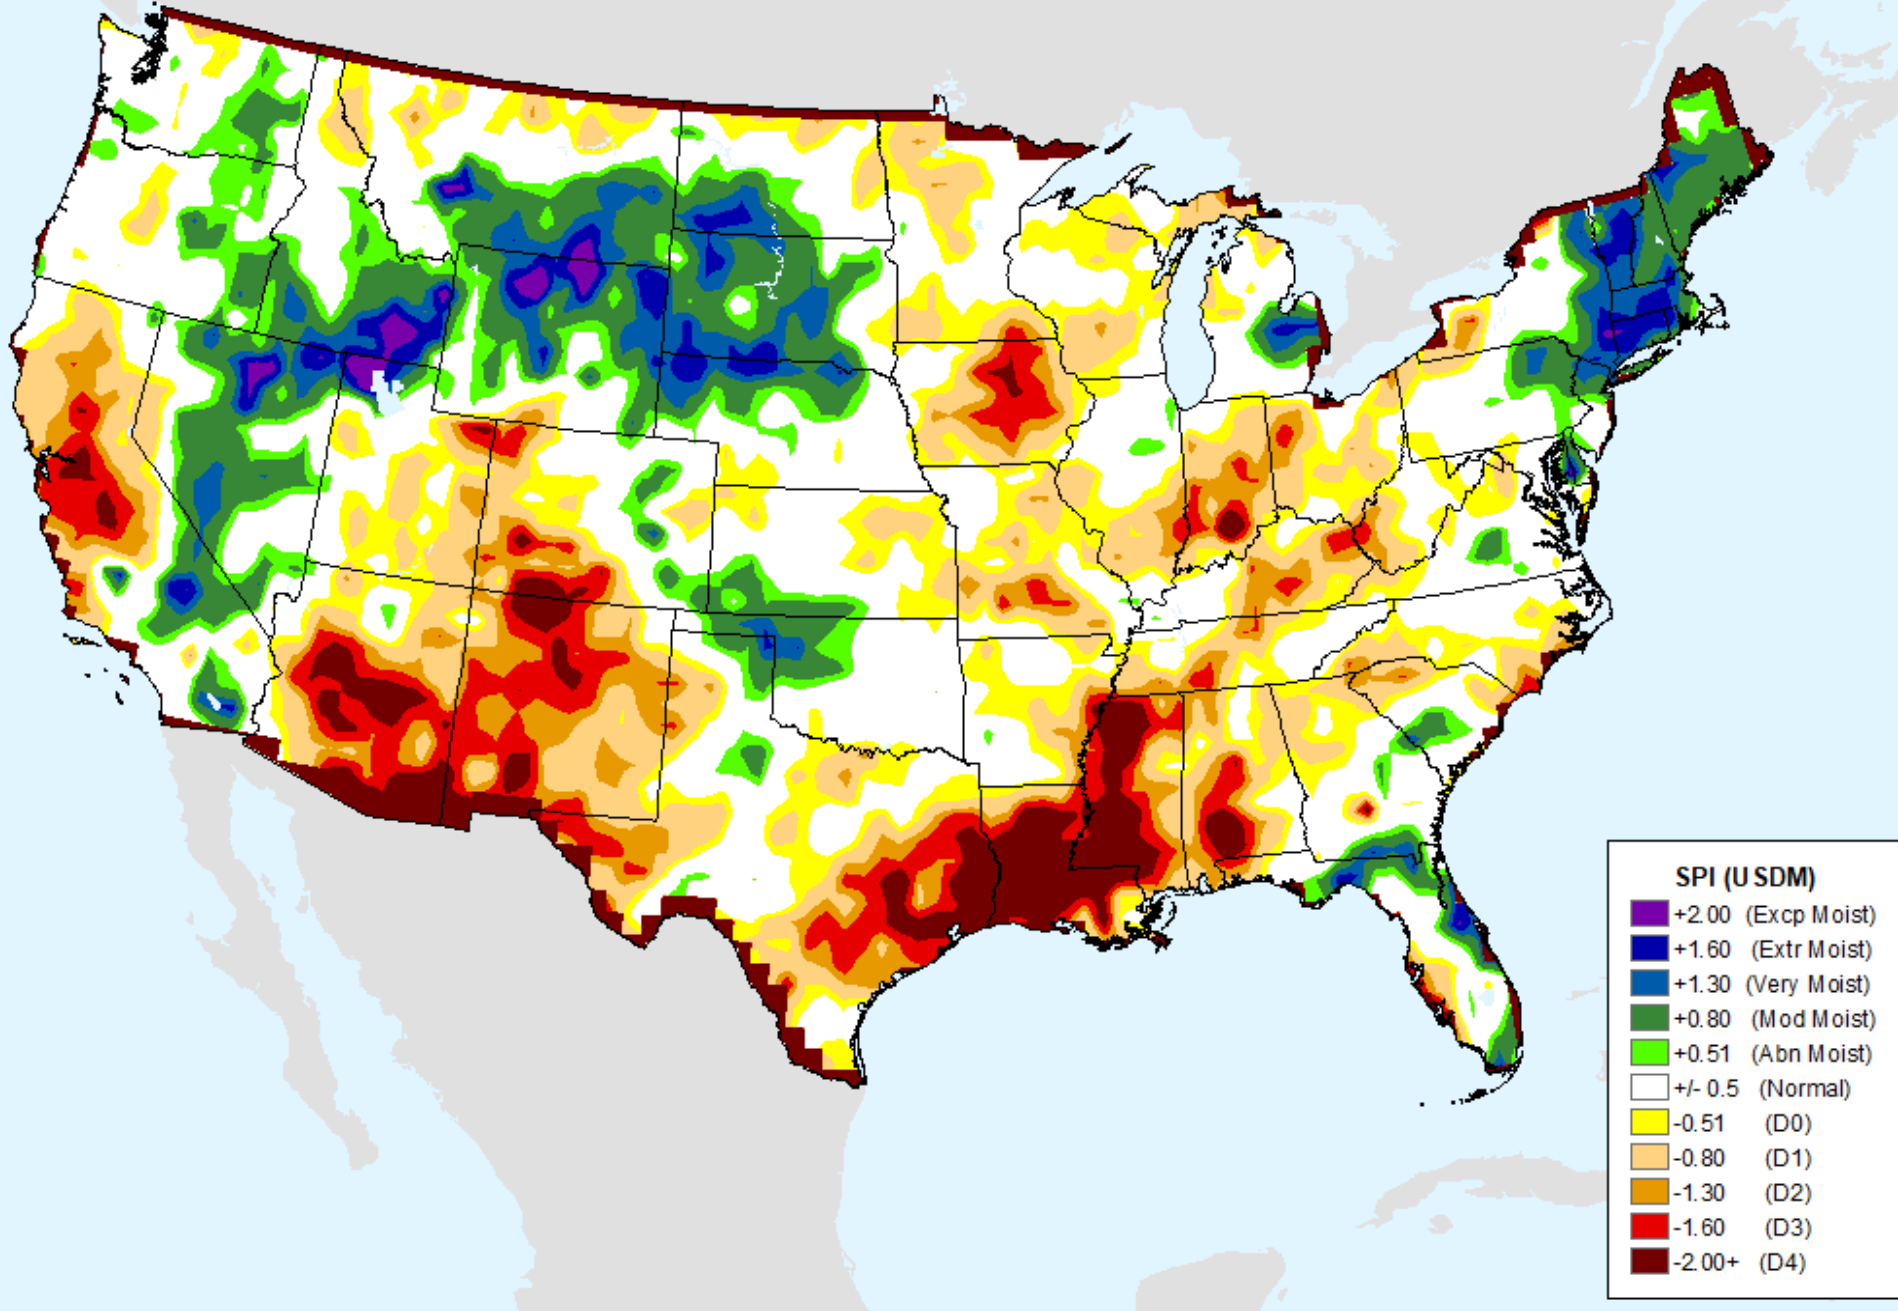 SPI (USDM)
+2.00 (Excp Moist)
+1.60 (Extr Moist)
+1.30 (Very Moist)
+0.80 (Mod Moist)
+0.51 (Abn Moist)
+/- 0.5 (Normal)
-0.51 (D0)
-0.80 (D1)
-1.30 (D2)
-1.60 (D3)
-2.00+ (D4)